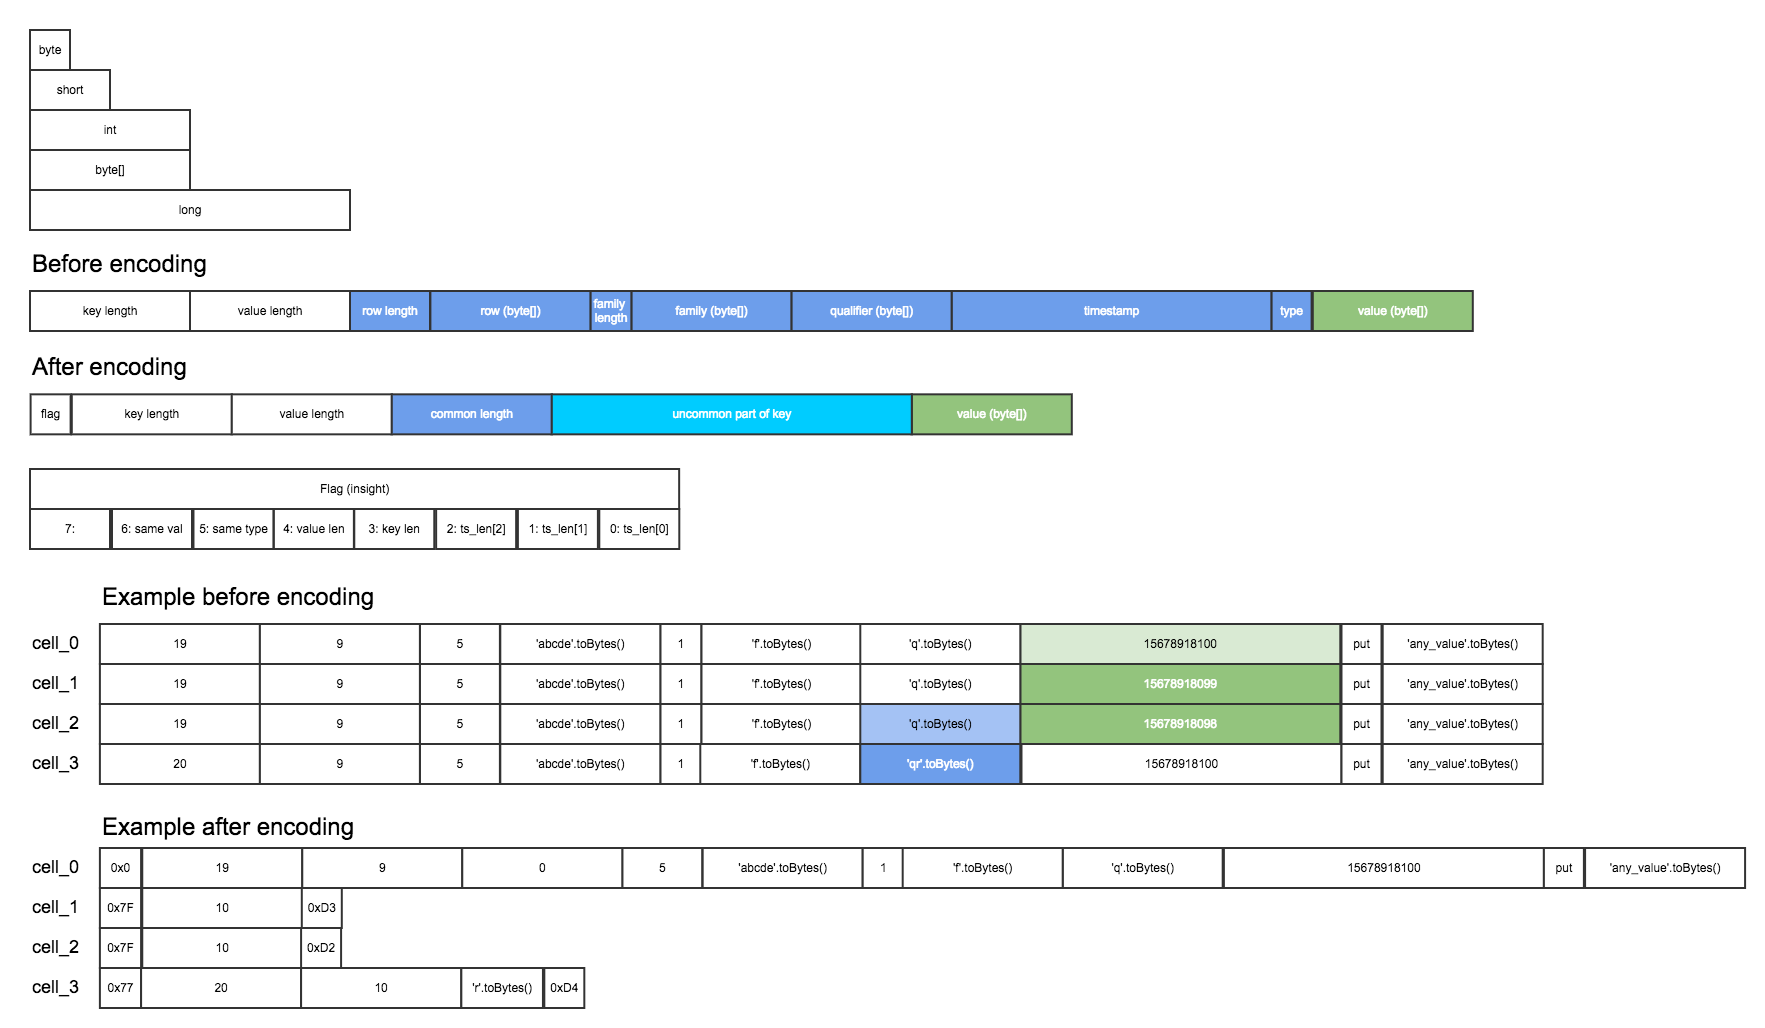 byte
short
int
byte[]
long
Before encoding
key length value length row length row (byte[]) family length family (byte[]) qualifier (byte[]) timestamp type value (byte[])
After encoding
flag key length value length common length uncommon part of key value (byte[])
Flag (insight)
7: 6: same val 5: same type 4: value len 3: key len 2: ts_len[2] 1: ts_len[1] 0: ts_len[0]
Example before encoding
cell_0 19 9 5 'abcde'.toBytes() 1 'f'.toBytes() 'q'.toBytes() 15678918100 put 'any_value'.toBytes()
cell_1 19 9 5 'abcde'.toBytes() 1 'f'.toBytes() 'q'.toBytes() 15678918099 put 'any_value'.toBytes()
cell_2 19 9 5 'abcde'.toBytes() 1 'f'.toBytes() 'q'.toBytes() 15678918098 put 'any_value'.toBytes()
cell_3 20 9 5 'abcde'.toBytes() 1 'f'.toBytes() 'qr'.toBytes() 15678918100 put 'any_value'.toBytes()
Example after encoding
cell_0 0x0 19 9 0 5 'abcde'.toBytes() 1 'f'.toBytes() 'q'.toBytes() 15678918100 put 'any_value'.toBytes()
cell_1 0x7F 10 0xD3
cell_2 0x7F 10 0xD2
cell_3 0x77 20 10 'r'.toBytes() 0xD4